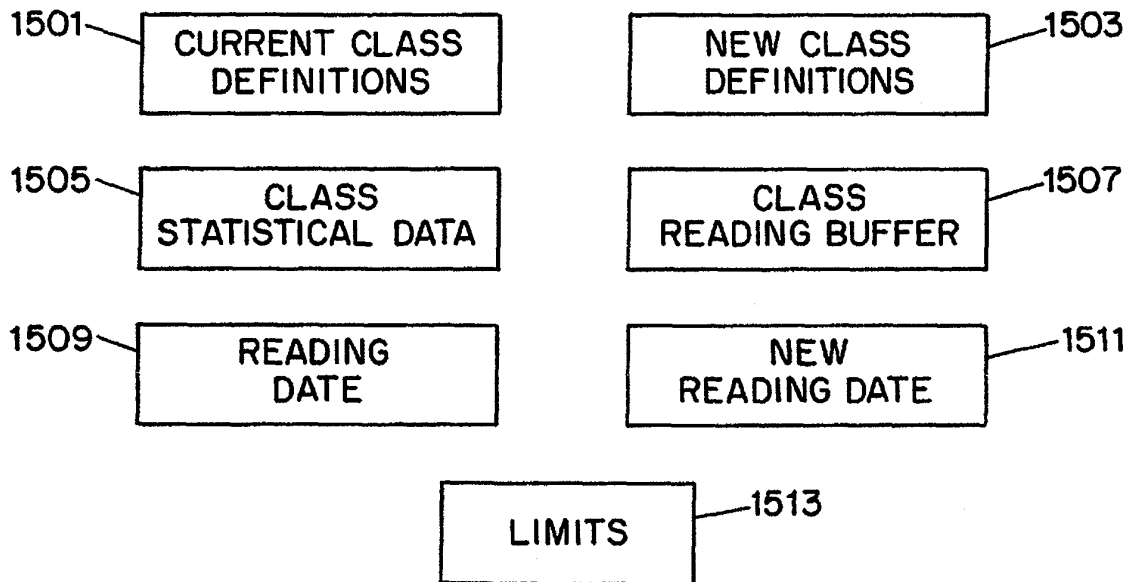 1501
CURRENT CLASS
DEFINITIONS
NEW CLASS
DEFINITIONS
1503
1505
CLASS
STATISTICAL DATA
CLASS
READING BUFFER
1507
1509
READING
DATE
NEW
READING DATE
1511
LIMITS
1513